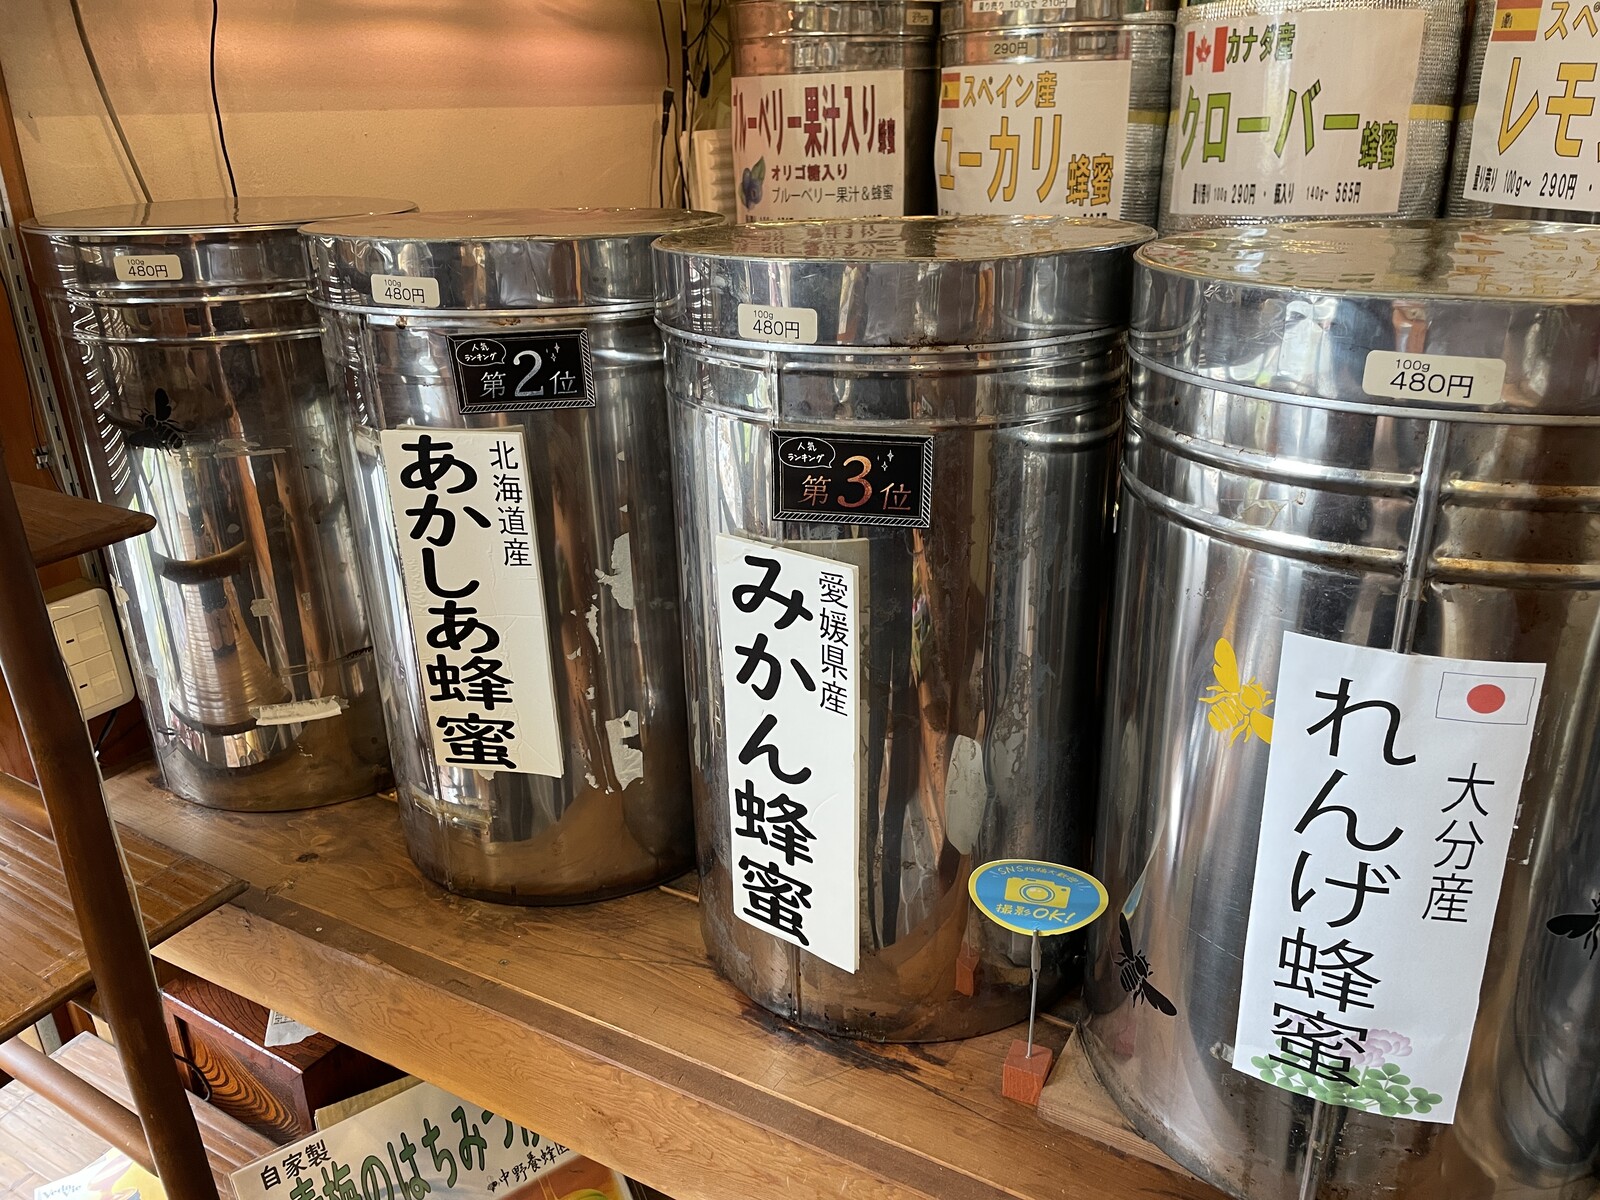 ブルーベリー果汁入り蜂蜜
オリゴ糖入り
ブルーベリー果汁&蜂蜜
290円
スペイン産
ユーカリ蜂蜜
カナダ産
クローバー蜂蜜
量り売り 100g 290円・瓶入り 140g~ 565円
スペ
レモ
量り売り 100g~ 290円・
100g
480円
100g
480円
人気
ランキング
第2位
北海道産
あかしあ蜂蜜
100g
480円
人気
ランキング
第3位
愛媛県産
みかん蜂蜜
100g
480円
大分産
れんげ蜂蜜
撮影OK!
自家製
梅のはちみつ
中野養蜂